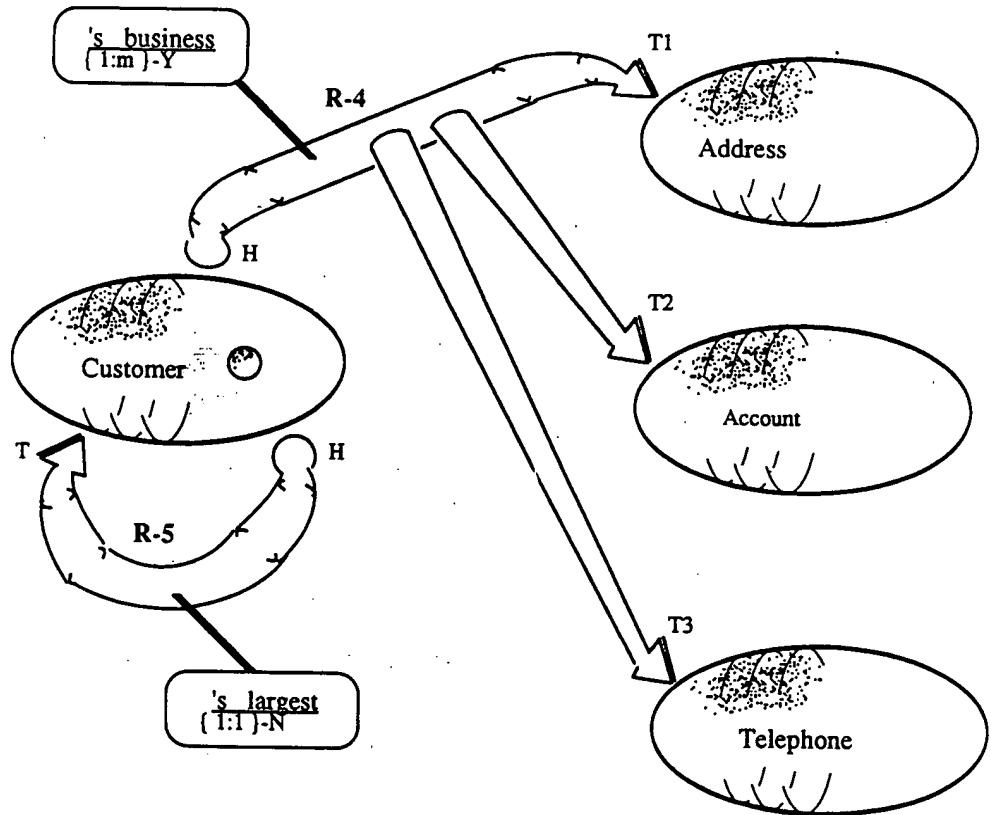 's business
{ 1:m }-Y
T1
R-4
Address
H
T2
Customer
Account
T
H
R-5
T3
's largest
{ 1:1 }-N
Telephone